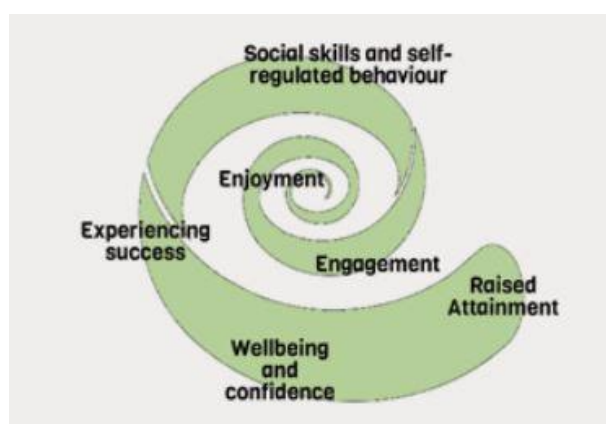 Social skills and self-
regulated behaviour
Enjoyment
Experiencing
success
Engagement
Raised
Attainment
Wellbeing
and
confidence